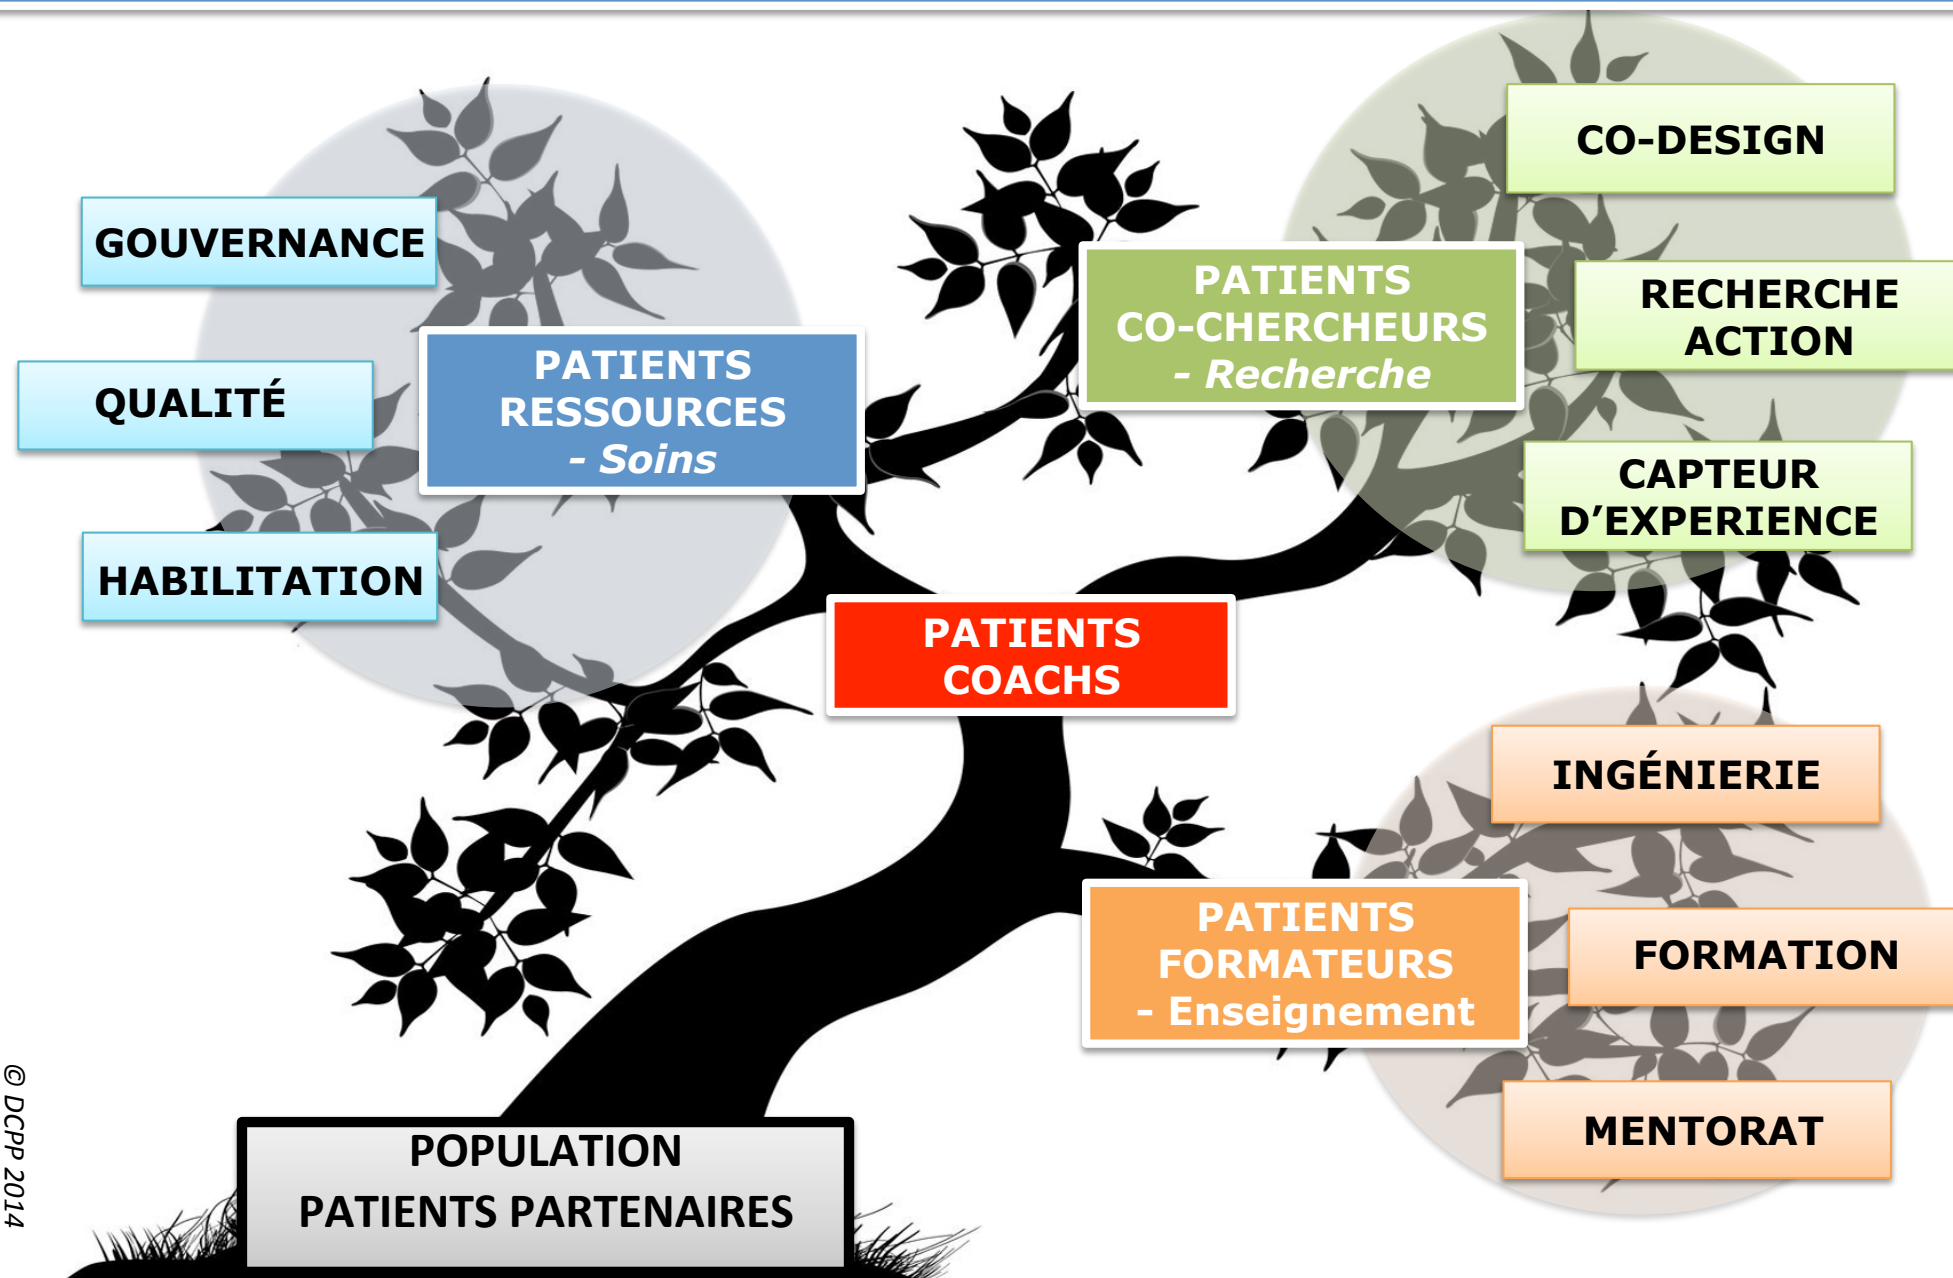 GOUVERNANCE
QUALITÉ
HABILITATION
PATIENTS
RESSOURCES
- Soins
PATIENTS
CO-CHERCHEURS
- Recherche
CO-DESIGN
RECHERCHE
ACTION
CAPTEUR
D’EXPERIENCE
PATIENTS
COACHS
PATIENTS
FORMATEURS
- Enseignement
INGÉNIERIE
FORMATION
MENTORAT
POPULATION
PATIENTS PARTENAIRES
© DCPP 2014